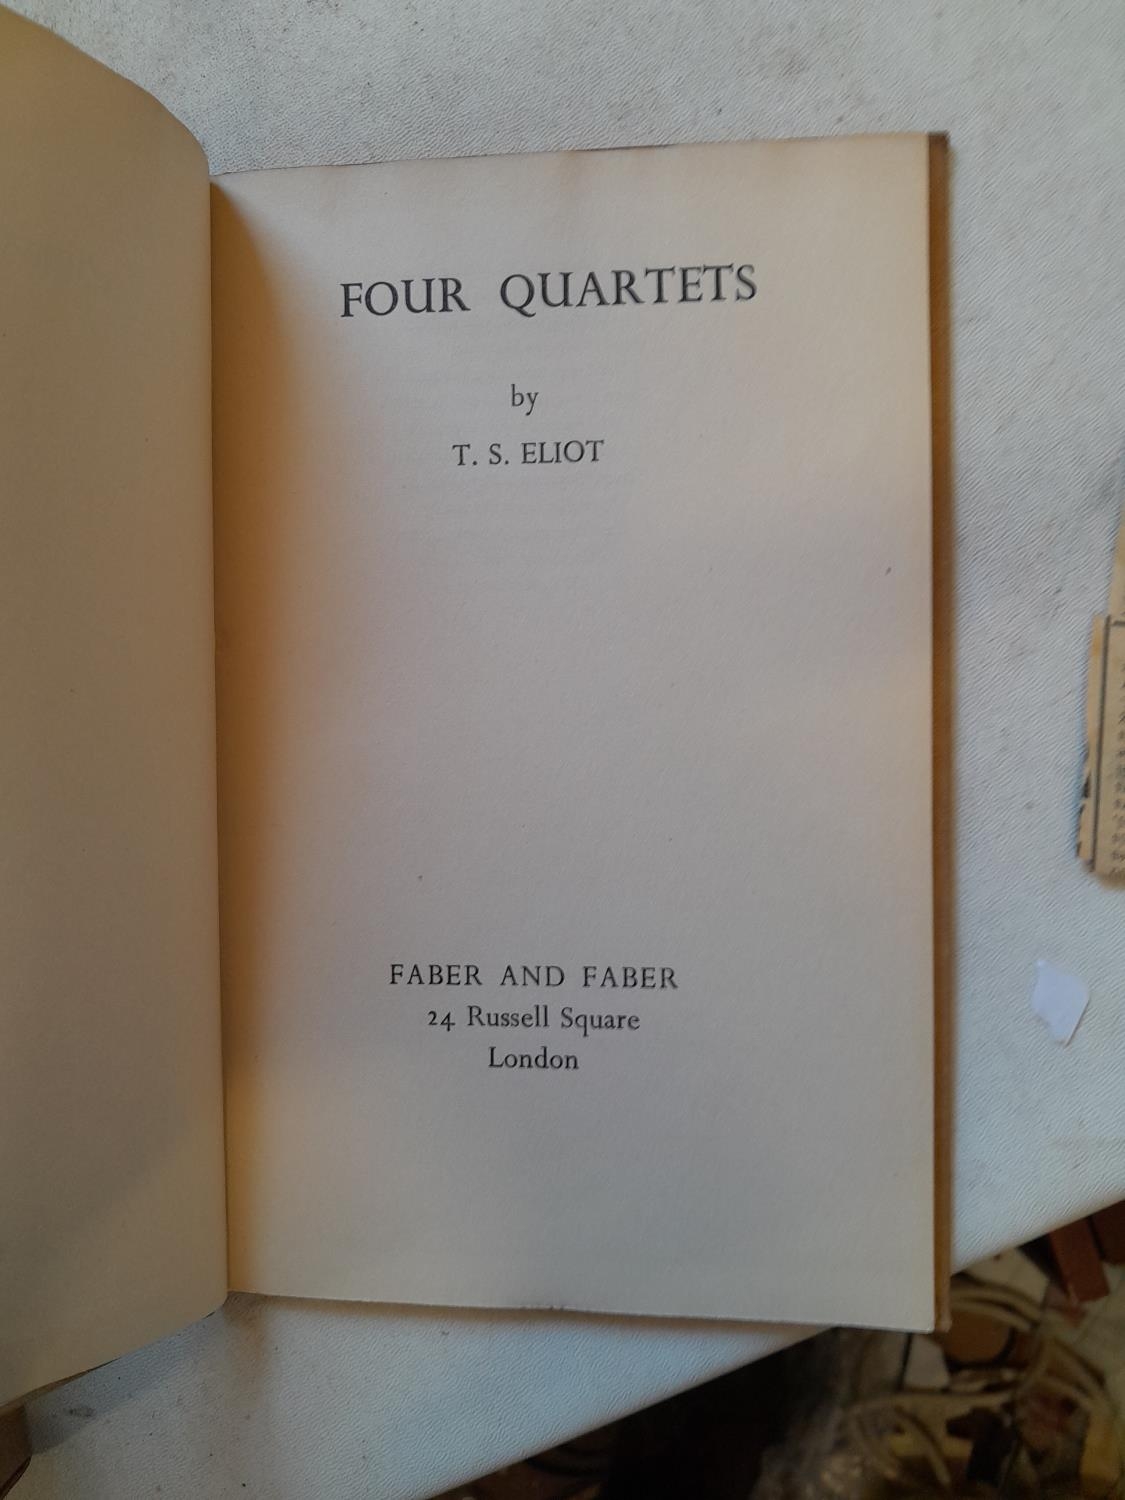 FOUR QUARTETS
by
T. S. ELIOT
FABER AND FABER
24 Russell Square
London